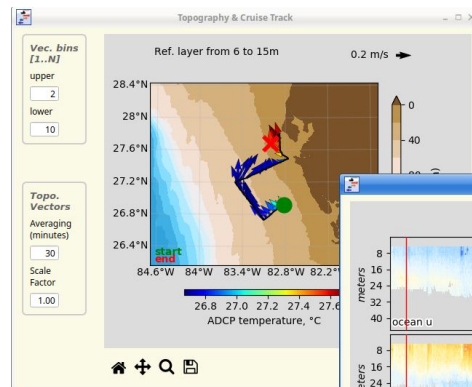 Topography & Cruise Track
Vec. bins
[1..N]
upper
2
lower
10
Topo.
Vectors
Averaging
(minutes)
30
Scale
Factor
1.00
Ref. layer from 6 to 15m
0.2 m/s
28.4°N
28°N
27.6°N
27.2°N
26.8°N
26.4°N
start
end
84.6°W 84°W 83.4°W 82.8°W 82.2°
0
40
26.8 27.0 27.2 27.4 27.6
ADCP temperature, °C
8
16
24
32
40
meters
ocean u
8
16
24
meters